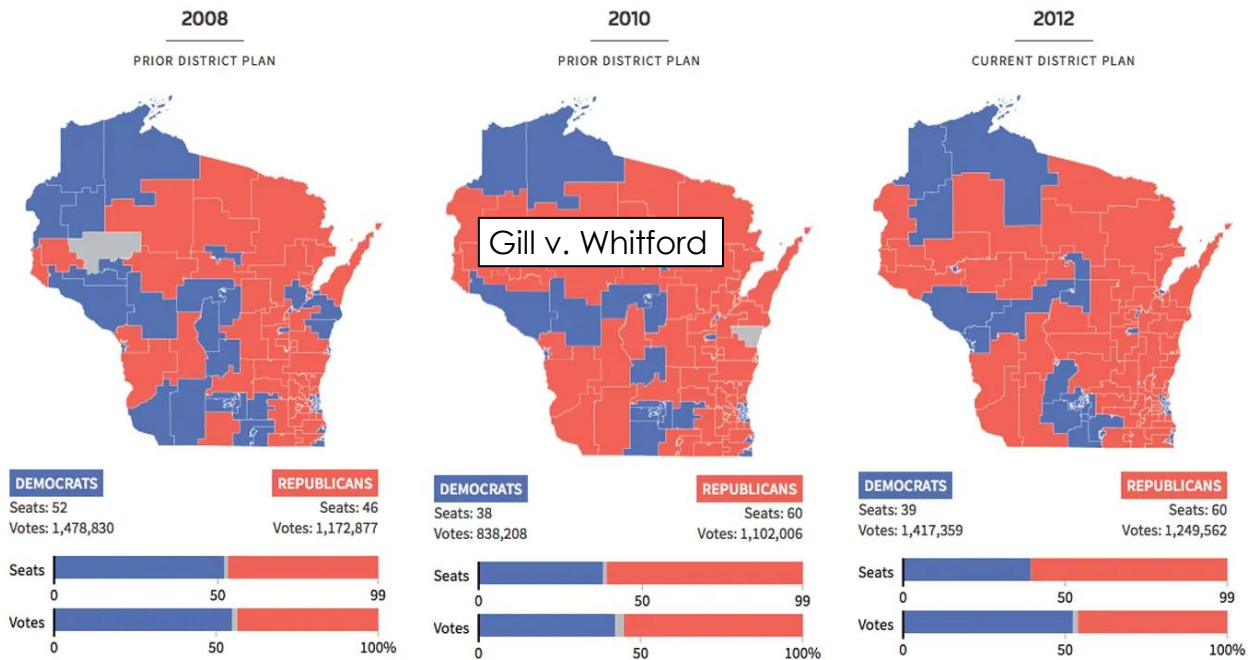 2008
PRIOR DISTRICT PLAN
DEMOCRATS
REPUBLICANS
Seats: 52
Seats: 46
Votes: 1,478,830
Votes: 1,172,877
Seats
0
50
99
Votes
0
50
100%
2010
PRIOR DISTRICT PLAN
Gill v. Whitford
DEMOCRATS
REPUBLICANS
Seats: 38
Seats: 60
Votes: 838,208
Votes: 1,102,006
Seats
0
50
99
Votes
0
50
100%
2012
CURRENT DISTRICT PLAN
DEMOCRATS
REPUBLICANS
Seats: 39
Seats: 60
Votes: 1,417,359
Votes: 1,249,562
Seats
0
50
99
Votes
0
50
100%